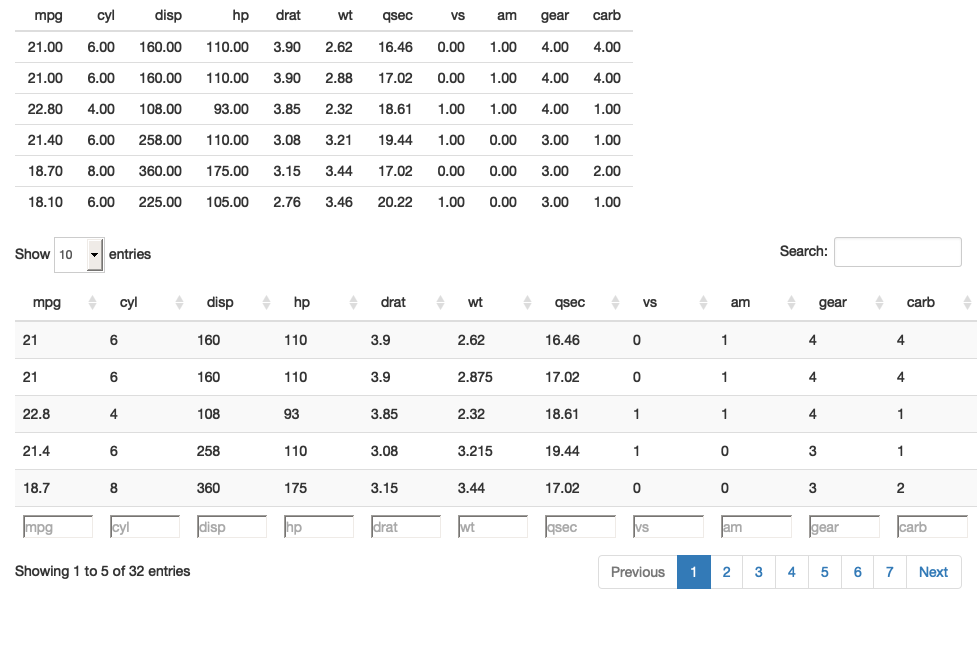 mpg cyl disp hp drat wt qsec vs am gear carb
21.00 6.00 160.00 110.00 3.90 2.62 16.46 0.00 1.00 4.00 4.00
21.00 6.00 160.00 110.00 3.90 2.88 17.02 0.00 1.00 4.00 4.00
22.80 4.00 108.00 93.00 3.85 2.32 18.61 1.00 1.00 4.00 1.00
21.40 6.00 258.00 110.00 3.08 3.21 19.44 1.00 0.00 3.00 1.00
18.70 8.00 360.00 175.00 3.15 3.44 17.02 0.00 0.00 3.00 2.00
18.10 6.00 225.00 105.00 2.76 3.46 20.22 1.00 0.00 3.00 1.00
Show 10 entries Search:
mpg cyl disp hp drat wt qsec vs am gear carb
21 6 160 110 3.9 2.62 16.46 0 1 4 4
21 6 160 110 3.9 2.875 17.02 0 1 4 4
22.8 4 108 93 3.85 2.32 18.61 1 1 4 1
21.4 6 258 110 3.08 3.215 19.44 1 0 3 1
18.7 8 360 175 3.15 3.44 17.02 0 0 3 2
mpg cyl disp hp drat wt qsec vs am gear carb
Showing 1 to 5 of 32 entries Previous 1 2 3 4 5 6 7 Next